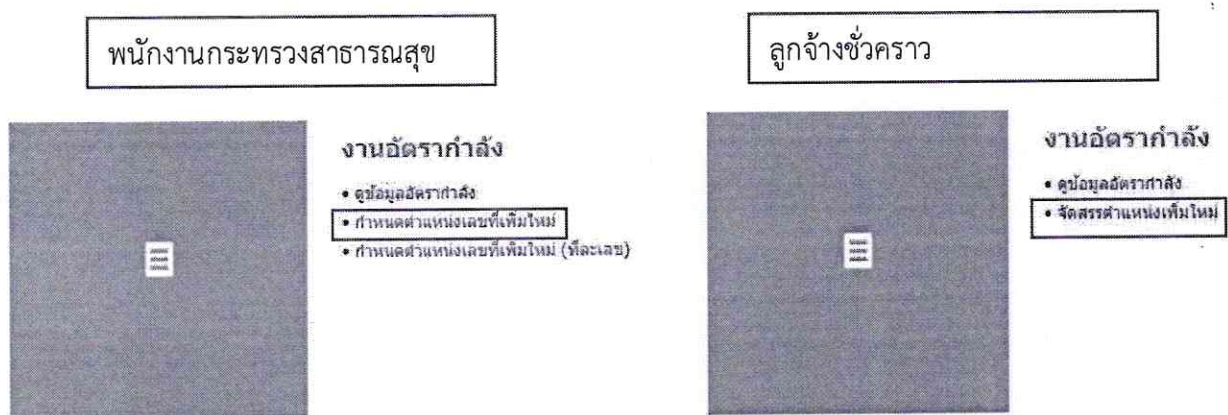 พนักงานกระทรวงสาธารณสุข
ลูกจ้างชั่วคราว
งานอัตรากำลัง
• ดูข้อมูลอัตรากำลัง
• กำหนดตำแหน่งเลขที่เพิ่มใหม่
• กำหนดตำแหน่งเลขที่เพิ่มใหม่ (ทีละเลข)
งานอัตรากำลัง
• ดูข้อมูลอัตรากำลัง
• จัดสรรตำแหน่งเพิ่มใหม่